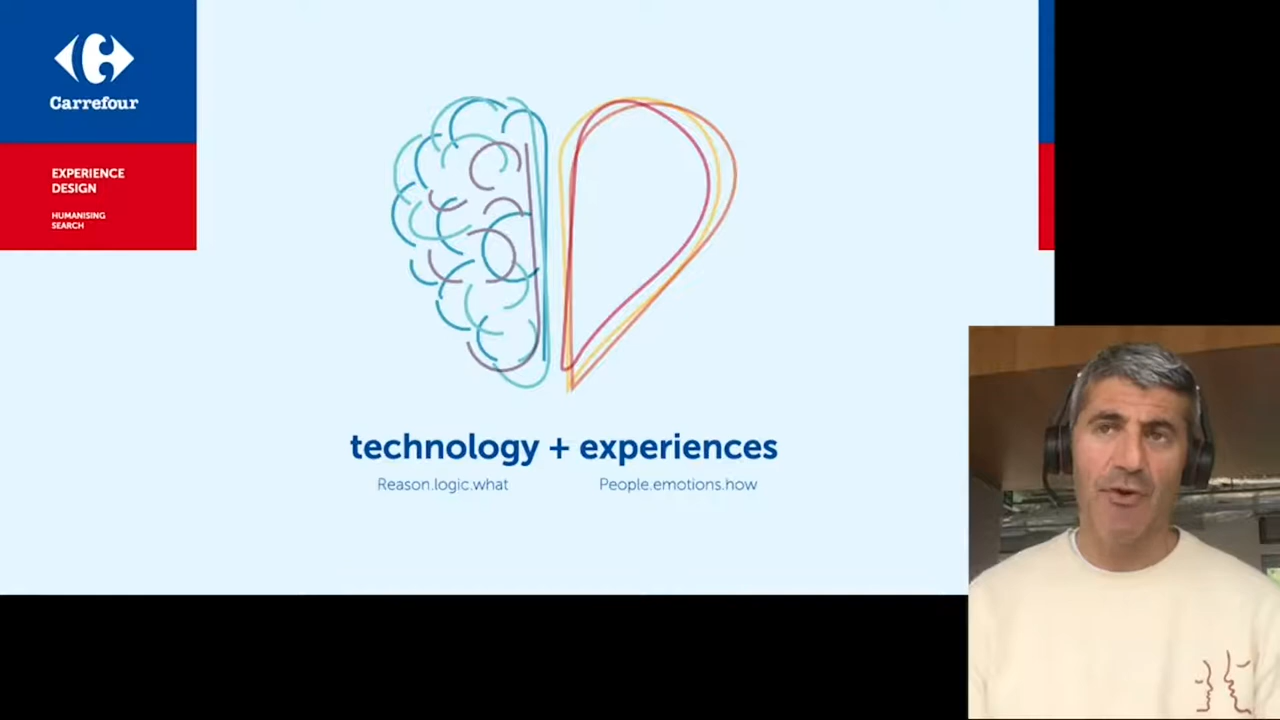 Carrefour
EXPERIENCE
DESIGN
HUMANISING
SEARCH
technology + experiences
Reason.logic.what
People.emotions.how